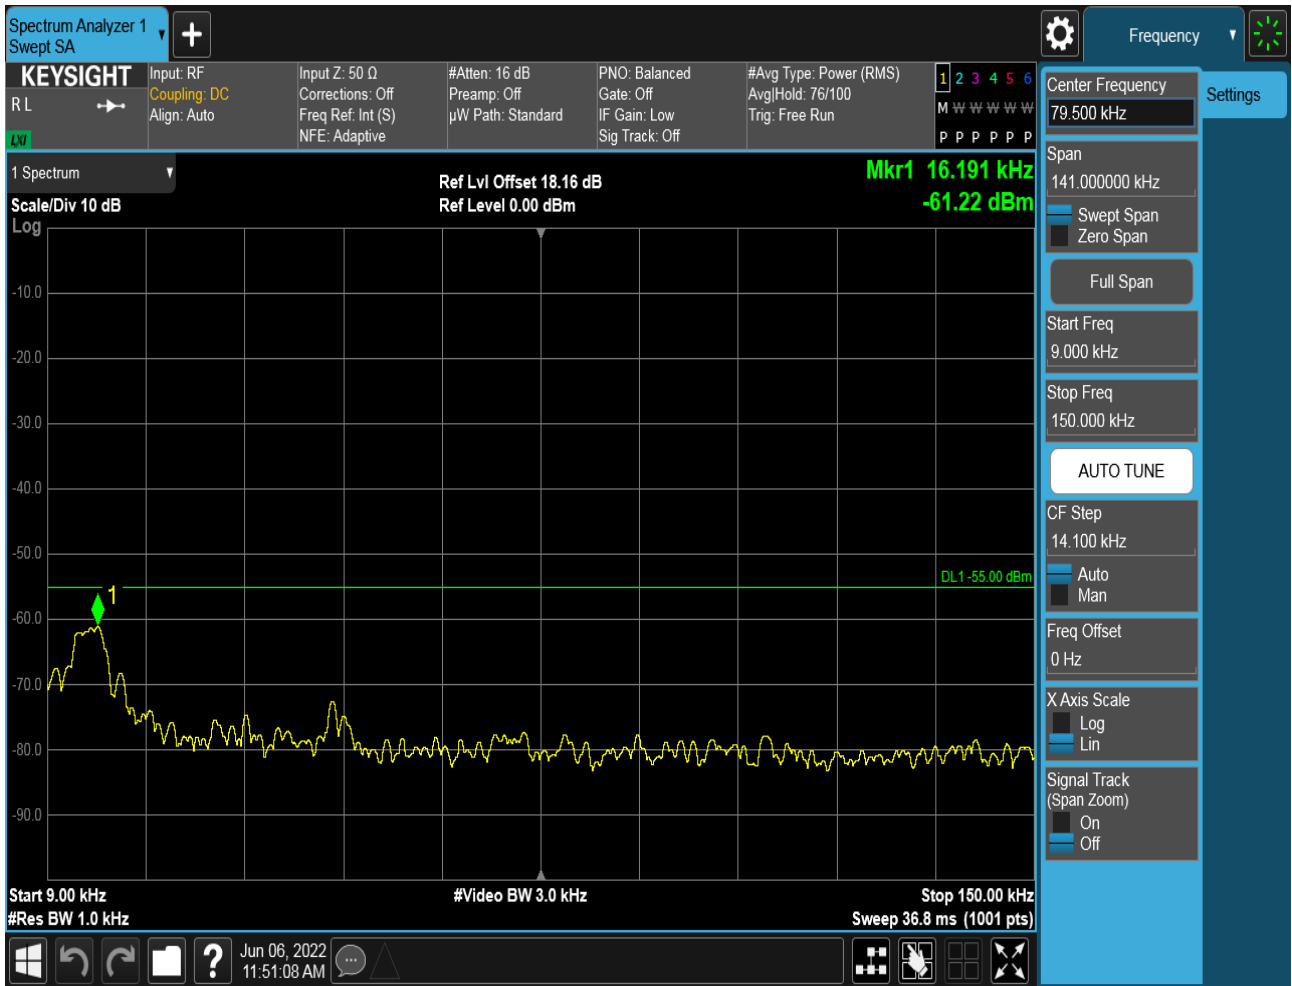 Spectrum Analyzer 1
Swept SA
Frequency
KEYSIGHT
R L
LXI
Input: RF
Coupling: DC
Align: Auto
Input Z: 50 Ω
Corrections: Off
Freq Ref: Int (S)
NFE: Adaptive
#Atten: 16 dB
Preamp: Off
µW Path: Standard
PNO: Balanced
Gate: Off
IF Gain: Low
Sig Track: Off
#Avg Type: Power (RMS)
Avg|Hold: 76/100
Trig: Free Run
1 2 3 4 5 6
M W W W W W
P P P P P P
1 Spectrum
Scale/Div 10 dB
Log
Ref Lvl Offset 18.16 dB
Ref Level 0.00 dBm
Mkr1 16.191 kHz
-61.22 dBm
-10.0
-20.0
-30.0
-40.0
-50.0
DL1 -55.00 dBm
1
-60.0
-70.0
-80.0
-90.0
Start 9.00 kHz
#Res BW 1.0 kHz
#Video BW 3.0 kHz
Stop 150.00 kHz
Sweep 36.8 ms (1001 pts)
?
Jun 06, 2022
11:51:08 AM
Center Frequency
79.500 kHz
Settings
Span
141.000000 kHz
Swept Span
Zero Span
Full Span
Start Freq
9.000 kHz
Stop Freq
150.000 kHz
AUTO TUNE
CF Step
14.100 kHz
Auto
Man
Freq Offset
0 Hz
X Axis Scale
Log
Lin
Signal Track
(Span Zoom)
On
Off